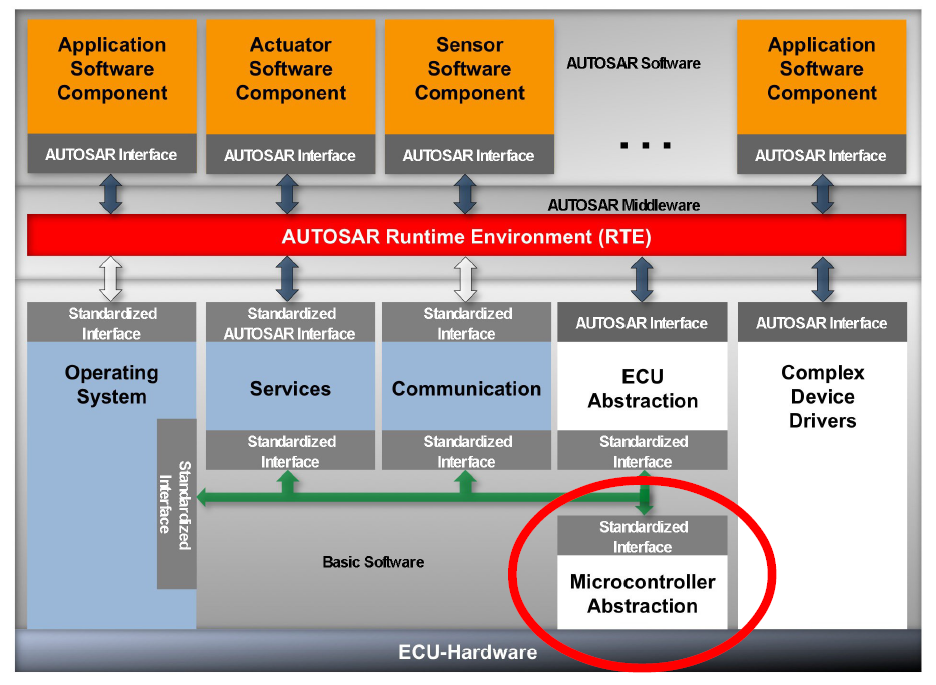 Application
Software
Component
AUTOSAR Interface
Actuator
Software
Component
AUTOSAR Interface
Sensor
Software
Component
AUTOSAR Interface
AUTOSAR Software
. . .
Application
Software
Component
AUTOSAR Interface
AUTOSAR Middleware
AUTOSAR Runtime Environment (RTE)
Standardized
Interface
Operating
System
Standardized
Interface
Standardized
AUTOSAR Interface
Services
Standardized
Interface
Standardized
Interface
Communication
Standardized
Interface
AUTOSAR Interface
ECU
Abstraction
Standardized
Interface
AUTOSAR Interface
Complex
Device
Drivers
Basic Software
Standardized
Interface
Microcontroller
Abstraction
ECU-Hardware